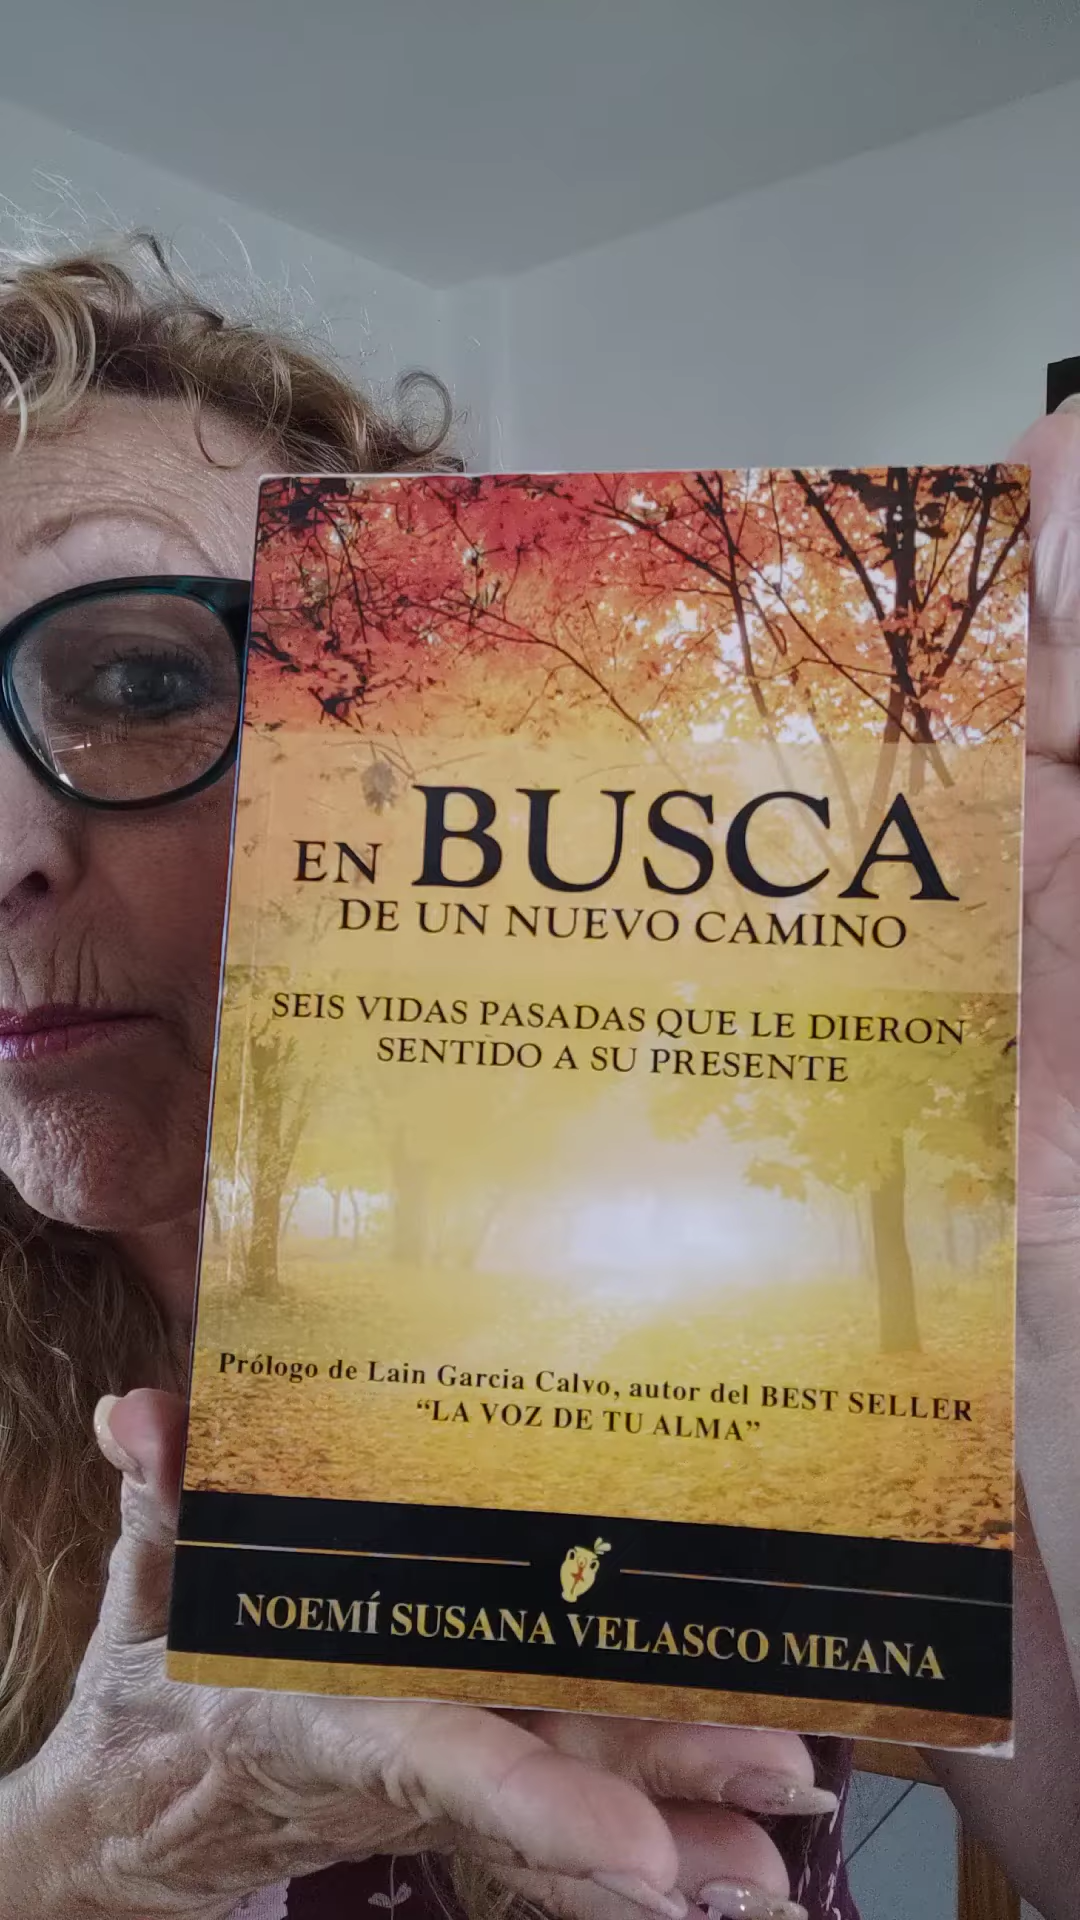 EN BUSCA
DE UN NUEVO CAMINO
SEIS VIDAS PASADAS QUE LE DIERON
SENTIDO A SU PRESENTE
Prólogo de Lain Garcia Calvo, autor del BEST SELLER
“LA VOZ DE TU ALMA”
NOEMÍ SUSANA VELASCO MEANA